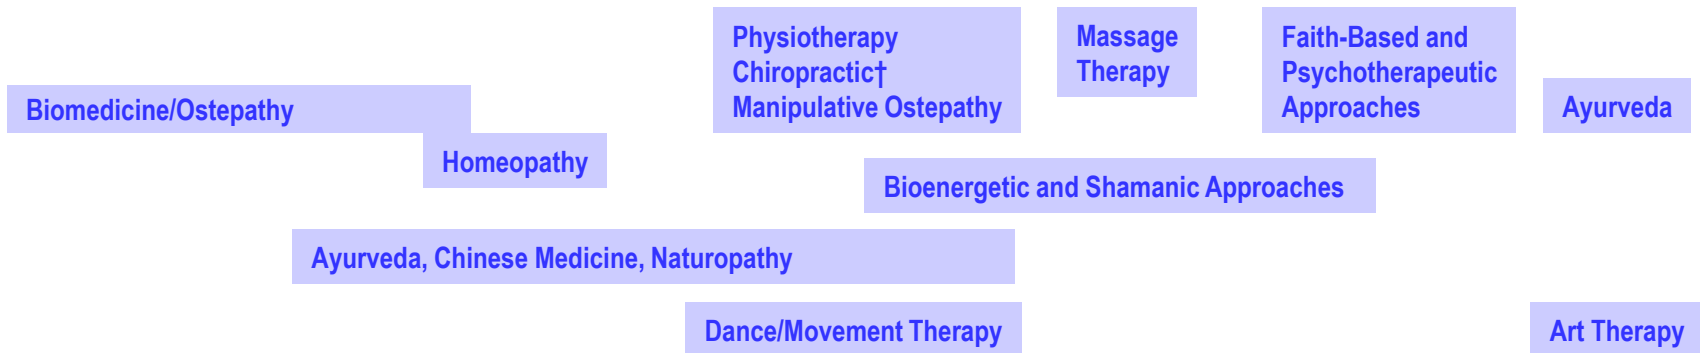 Physiotherapy
Chiropractic†
Manipulative Ostepathy
Massage
Therapy
Faith-Based and
Psychotherapeutic
Approaches
Biomedicine/Ostepathy
Ayurveda
Homeopathy
Bioenergetic and Shamanic Approaches
Ayurveda, Chinese Medicine, Naturopathy
Dance/Movement Therapy
Art Therapy